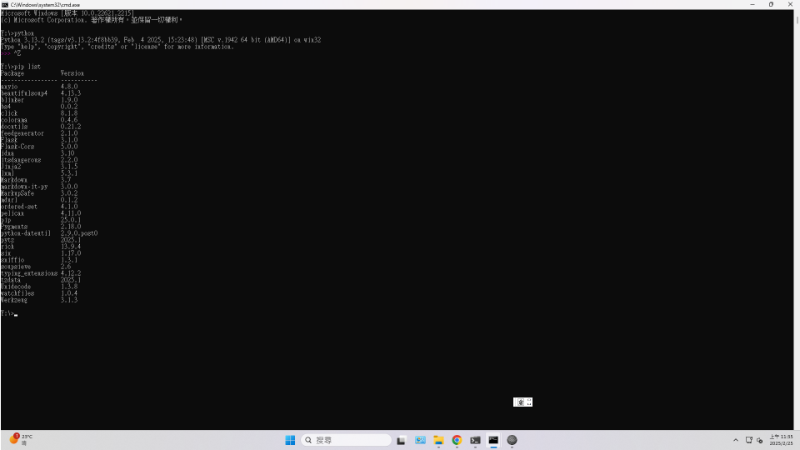 C:\Windows\system32\cmd.exe
Microsoft Windows [版本 10.0.22621.2215]
(c) Microsoft Corporation. 著作權所有，並保留一切權利。
T:\>python
Python 3.13.2 (tags/v3.13.2:4f8bb39, Feb  4 2025, 15:23:48) [MSC v.1942 64 bit (AMD64)] on win32
Type "help", "copyright", "credits" or "license" for more information.
>>> ^Z
T:\>pip list
Package Version
----------------- -----------
anyio 4.8.0
beautifulsoup4 4.13.3
blinker 1.9.0
bs4 0.0.2
click 8.1.8
colorama 0.4.6
docutils 0.21.2
feedgenerator 2.1.0
Flask 3.1.0
Flask-Cors 5.0.0
idna 3.10
itsdangerous 2.2.0
Jinja2 3.1.5
lxml 5.3.1
Markdown 3.7
markdown-it-py 3.0.0
MarkupSafe 3.0.2
mdurl 0.1.2
ordered-set 4.1.0
pelican 4.11.0
pip 25.0.1
Pygments 2.18.0
python-dateutil 2.9.0.post0
pytz 2025.1
rich 13.9.4
six 1.17.0
sniffio 1.3.1
soupsieve 2.6
typing_extensions 4.12.2
tzdata 2025.1
Unidecode 1.3.8
watchfiles 1.0.4
Werkzeug 3.1.3
T:\>
搜尋